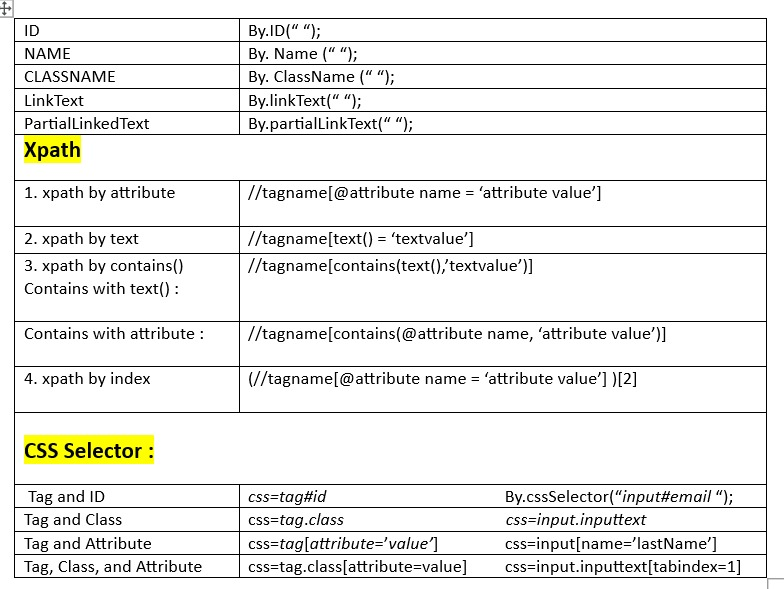 ID By.ID(“ “);
NAME By. Name (“ “);
CLASSNAME By. ClassName (“ “);
LinkText By.linkText(“ “);
PartialLinkedText By.partialLinkText(“ “);
Xpath
1. xpath by attribute //tagname[@attribute name = ‘attribute value’]
2. xpath by text //tagname[text() = ‘textvalue’]
3. xpath by contains() //tagname[contains(text(),’textvalue’)]
Contains with text() :
Contains with attribute : //tagname[contains(@attribute name, ‘attribute value’)]
4. xpath by index (//tagname[@attribute name = ‘attribute value’] )[2]
CSS Selector :
Tag and ID css=tag#id By.cssSelector(“input#email “);
Tag and Class css=tag.class css=input.inputtext
Tag and Attribute css=tag[attribute=’value’] css=input[name=’lastName’]
Tag, Class, and Attribute css=tag.class[attribute=value] css=input.inputtext[tabindex=1]